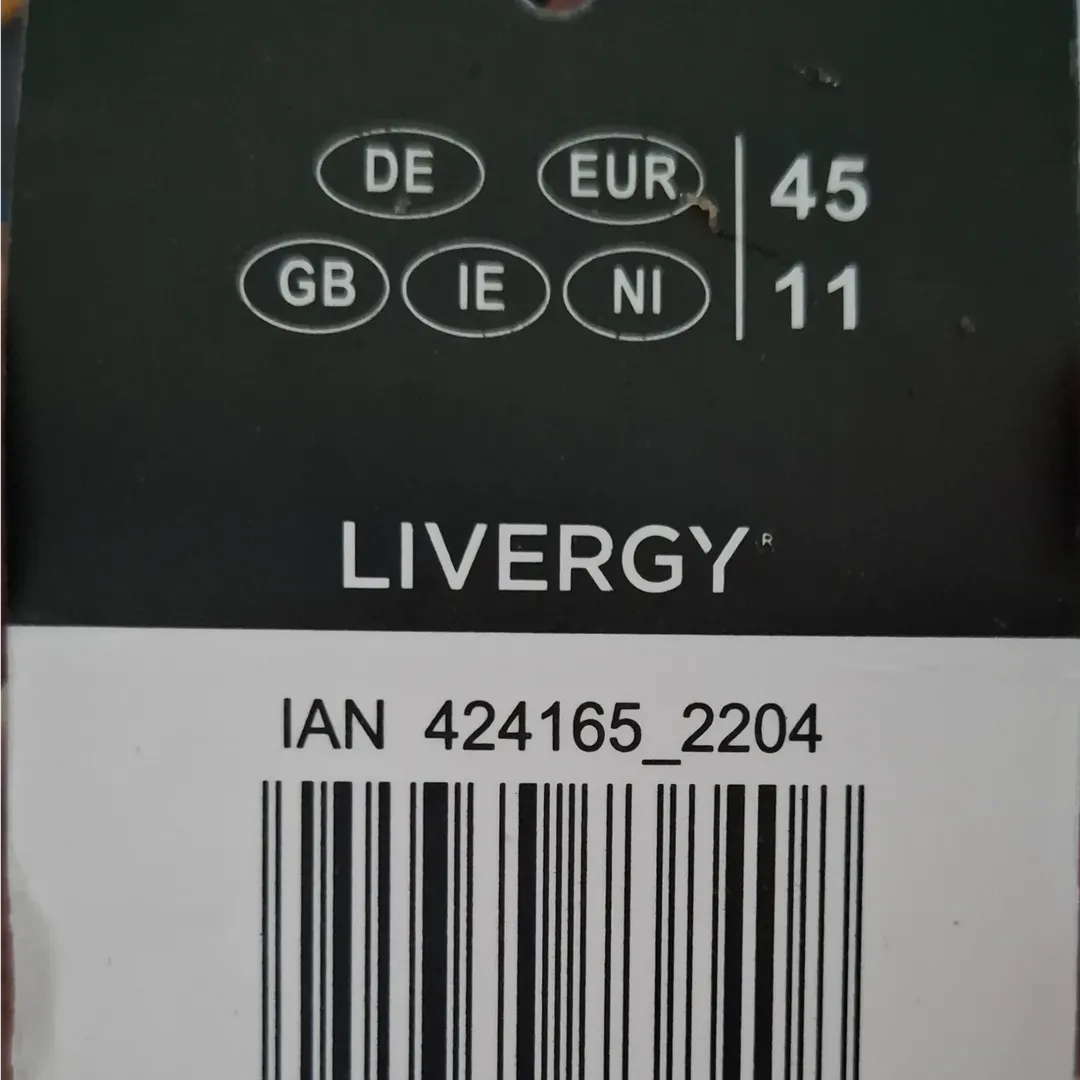 DE EUR 45
GB IE NI 11
LIVERGY®
IAN 424165_2204